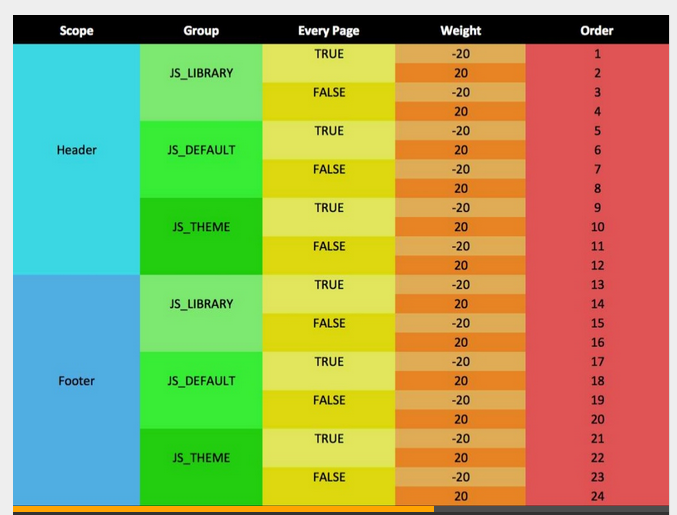 Scope Group Every Page Weight Order
TRUE -20 1
JS_LIBRARY 20 2
FALSE -20 3
20 4
TRUE -20 5
Header JS_DEFAULT 20 6
FALSE -20 7
20 8
TRUE -20 9
JS_THEME 20 10
FALSE -20 11
20 12
TRUE -20 13
JS_LIBRARY 20 14
FALSE -20 15
20 16
TRUE -20 17
Footer JS_DEFAULT 20 18
FALSE -20 19
20 20
TRUE -20 21
JS_THEME 20 22
FALSE -20 23
20 24